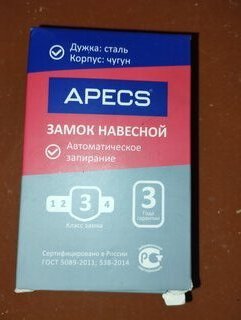 Дужка: сталь
Корпус: чугун
APECS®
ЗАМОК НАВЕСНОЙ
Автоматическое
запирание
1 2 3 4
Класс замка
3
Года гарантии
Сертифицировано в России
ГОСТ 5089-2011, 538-2014